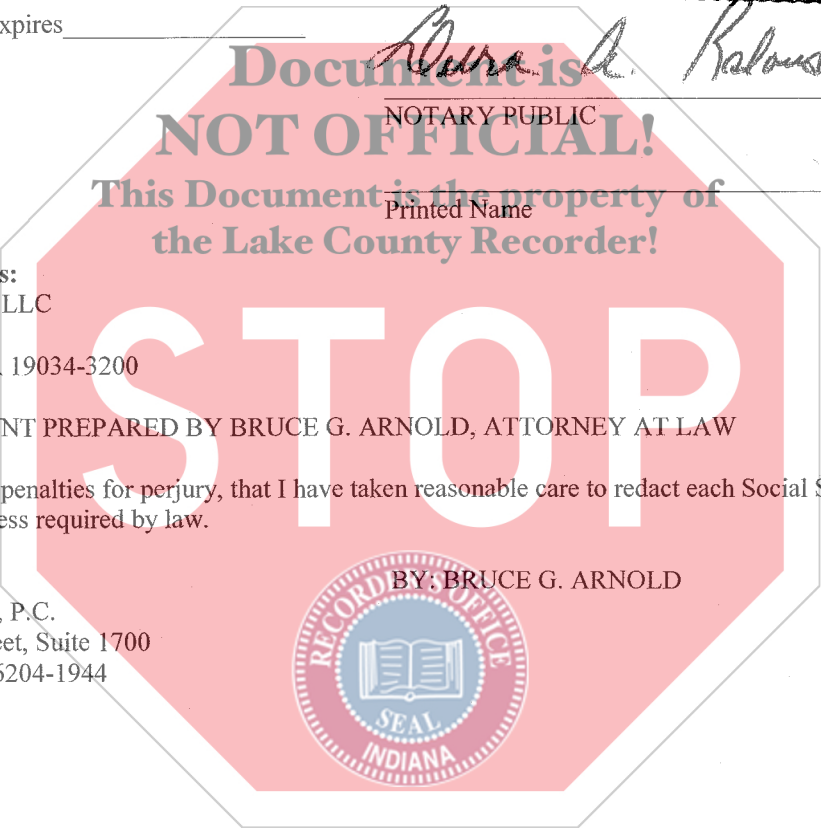 xpires
Document is
NOT OFFICIAL!
NOTARY PUBLIC
This Document is the property of
Printed Name
the Lake County Recorder!
s:
LLC
19034-3200
STOP
NT PREPARED BY BRUCE G. ARNOLD, ATTORNEY AT LAW
penalties for perjury, that I have taken reasonable care to redact each Social S
ess required by law.
BY: BRUCE G. ARNOLD
, P.C.
eet, Suite 1700
6204-1944
RECORDER'S OFFICE
SEAL
INDIANA